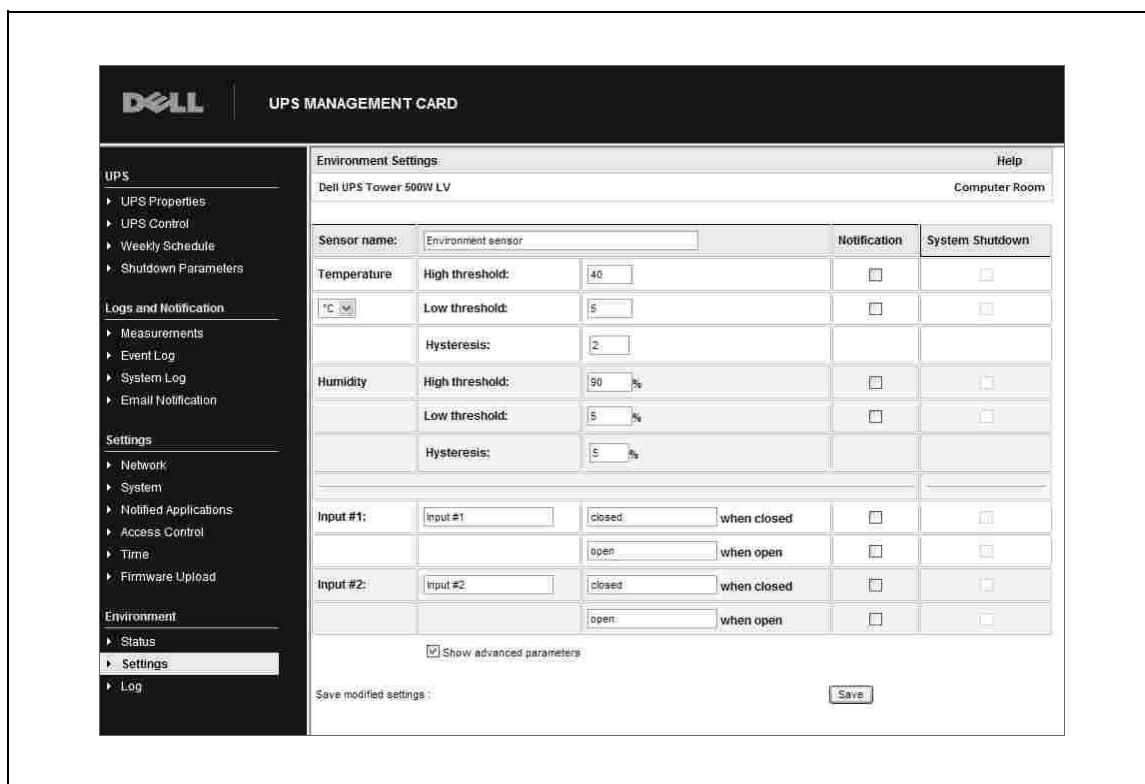 DELL
UPS MANAGEMENT CARD
UPS
UPS Properties
UPS Control
Weekly Schedule
Shutdown Parameters
Logs and Notification
Measurements
Event Log
System Log
Email Notification
Settings
Network
System
Notified Applications
Access Control
Time
Firmware Upload
Environment
Status
Settings
Log
Environment Settings Help
Dell UPS Tower 500W LV Computer Room
Sensor name: Environment sensor Notification System Shutdown
Temperature High threshold: 40
°C Low threshold: 5
Hysteresis: 2
Humidity High threshold: 90 %
Low threshold: 5 %
Hysteresis: 5 %
Input #1: Input #1 closed when closed
open when open
Input #2: Input #2 closed when closed
open when open
Show advanced parameters
Save modified settings : Save